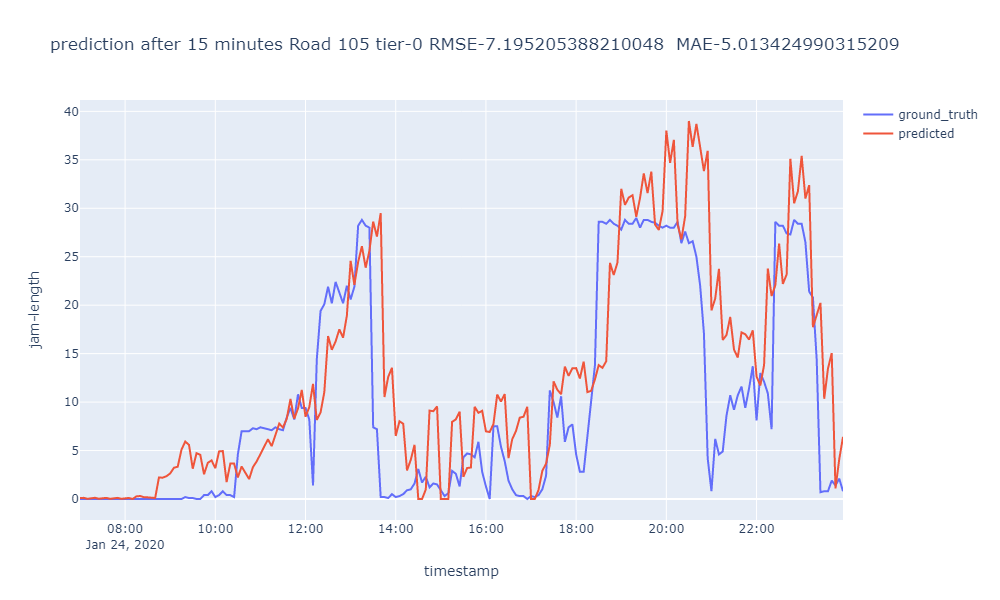 prediction after 15 minutes Road 105 tier-0 RMSE-7.195205388210048  MAE-5.013424990315209
ground_truth
predicted
jam-length
40
35
30
25
20
15
10
5
0
08:00 10:00 12:00 14:00 16:00 18:00 20:00 22:00
Jan 24, 2020
timestamp